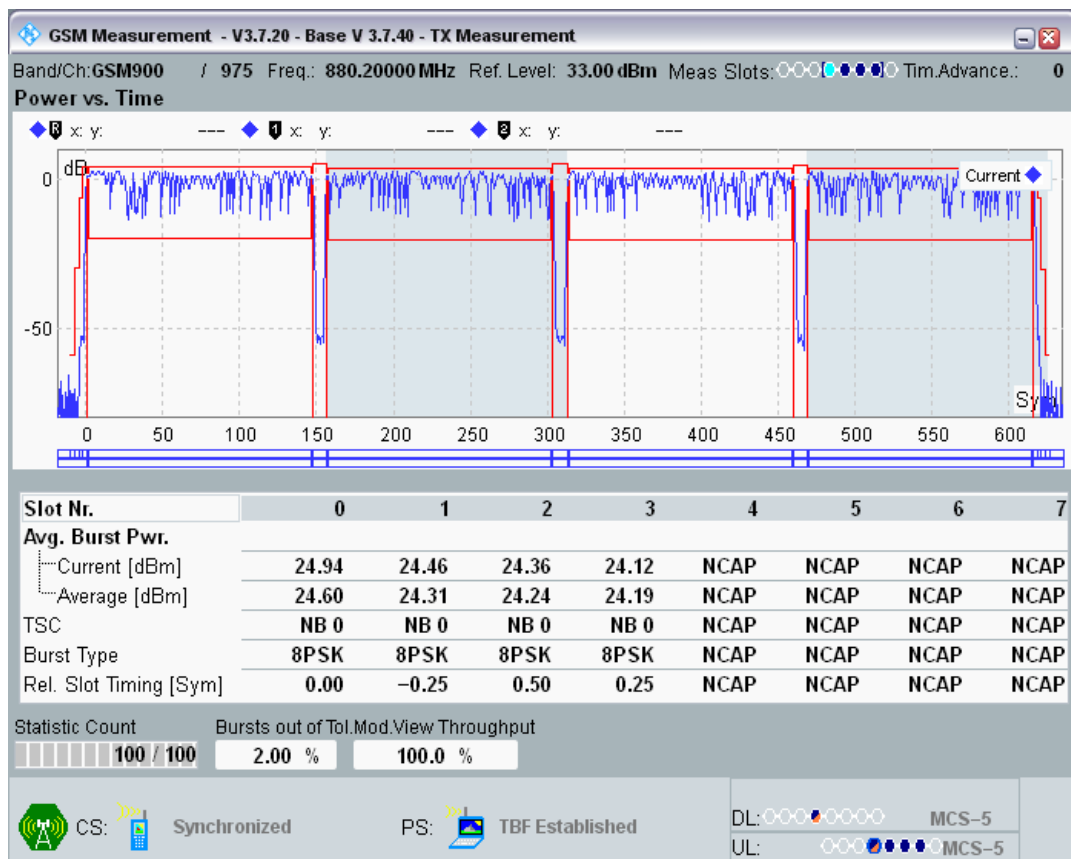 GSM Measurement - V3.7.20 - Base V 3.7.40 - TX Measurement
Band/Ch:GSM900 / 975 Freq.: 880.20000 MHz Ref. Level: 33.00 dBm Meas Slots: Tim.Advance.: 0
Power vs. Time
R x: y: --- 1 x: y: --- 2 x: y: ---
dB
Current
0
-50
Sym
0 50 100 150 200 250 300 350 400 450 500 550 600
Slot Nr. 0 1 2 3 4 5 6 7
Avg. Burst Pwr.
Current [dBm] 24.94 24.46 24.36 24.12 NCAP NCAP NCAP NCAP
Average [dBm] 24.60 24.31 24.24 24.19 NCAP NCAP NCAP NCAP
TSC NB 0 NB 0 NB 0 NB 0 NCAP NCAP NCAP NCAP
Burst Type 8PSK 8PSK 8PSK 8PSK NCAP NCAP NCAP NCAP
Rel. Slot Timing [Sym] 0.00 −0.25 0.50 0.25 NCAP NCAP NCAP NCAP
Statistic Count Bursts out of Tol.Mod.View Throughput
100 / 100 2.00 % 100.0 %
CS: Synchronized PS: TBF Established DL: MCS−5
UL: MCS−5